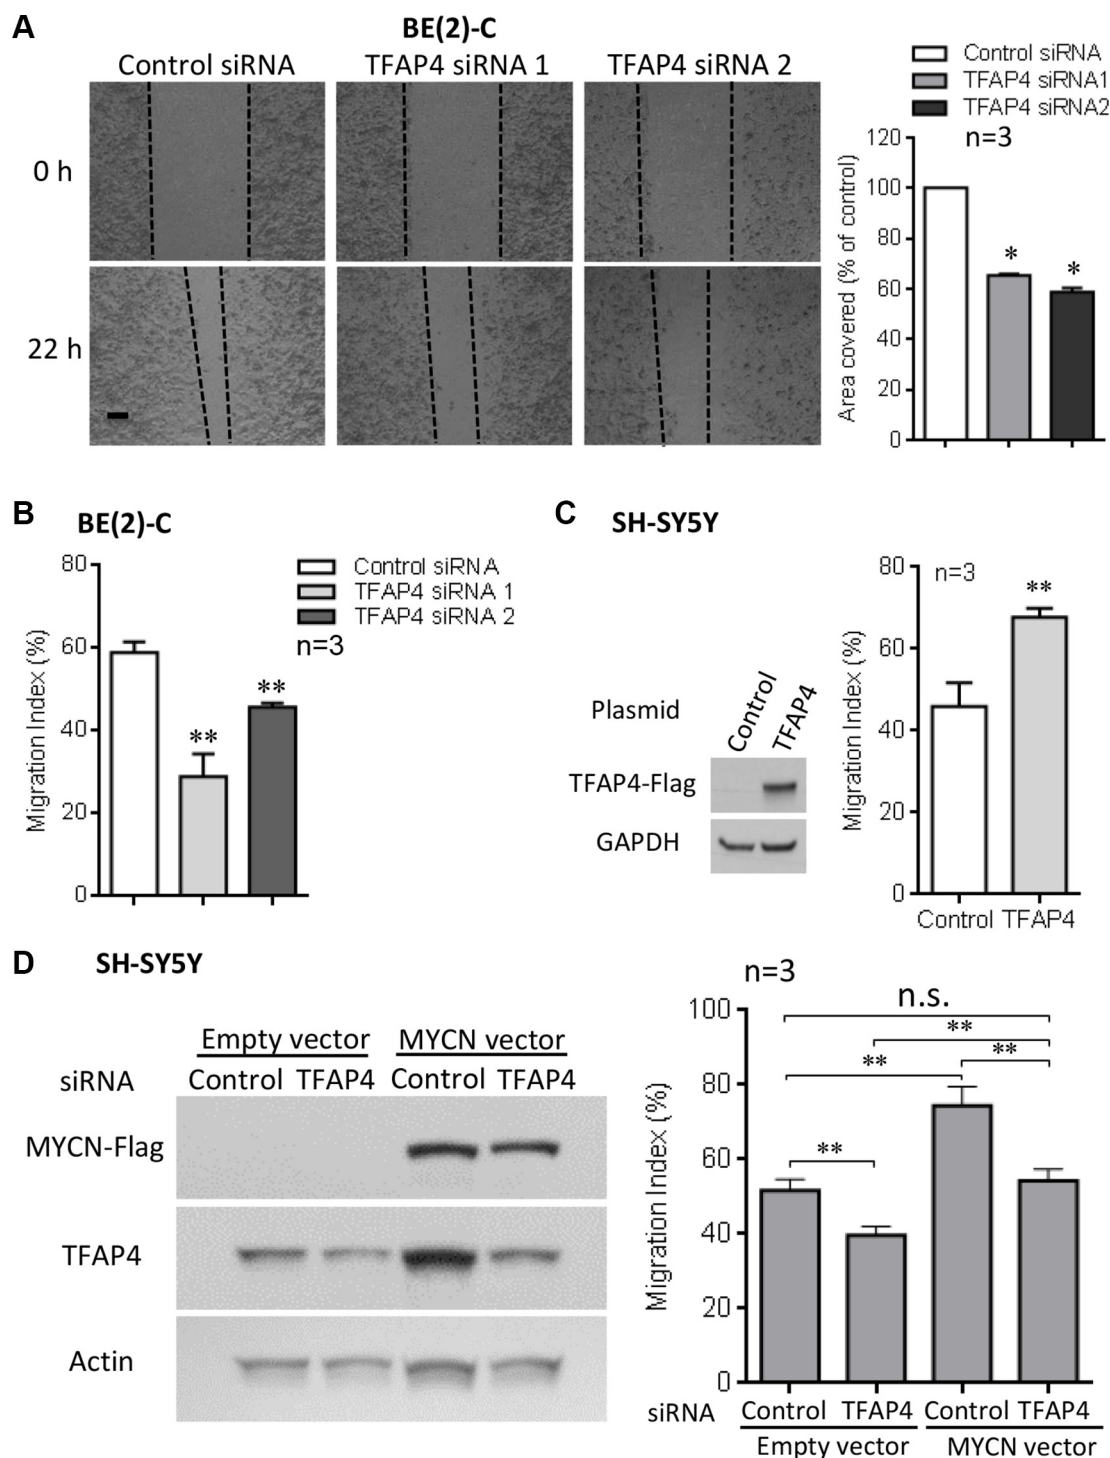 A
BE(2)-C
Control siRNA
TFAP4 siRNA 1
TFAP4 siRNA 2
0 h
22 h
Control siRNA
TFAP4 siRNA1
TFAP4 siRNA2
n=3
Area covered (% of control)
120
100
80
60
40
20
0
*
*
B
BE(2)-C
Control siRNA
TFAP4 siRNA 1
TFAP4 siRNA 2
n=3
Migration Index (%)
80
60
40
20
0
**
**
C
SH-SY5Y
Plasmid
Control
TFAP4
TFAP4-Flag
GAPDH
n=3
Migration Index (%)
80
60
40
20
0
**
Control TFAP4
D
SH-SY5Y
Empty vector
MYCN vector
siRNA
Control TFAP4 Control TFAP4
MYCN-Flag
TFAP4
Actin
n=3
n.s.
**
**
**
**
Migration Index (%)
100
80
60
40
20
0
siRNA Control TFAP4 Control TFAP4
Empty vector MYCN vector